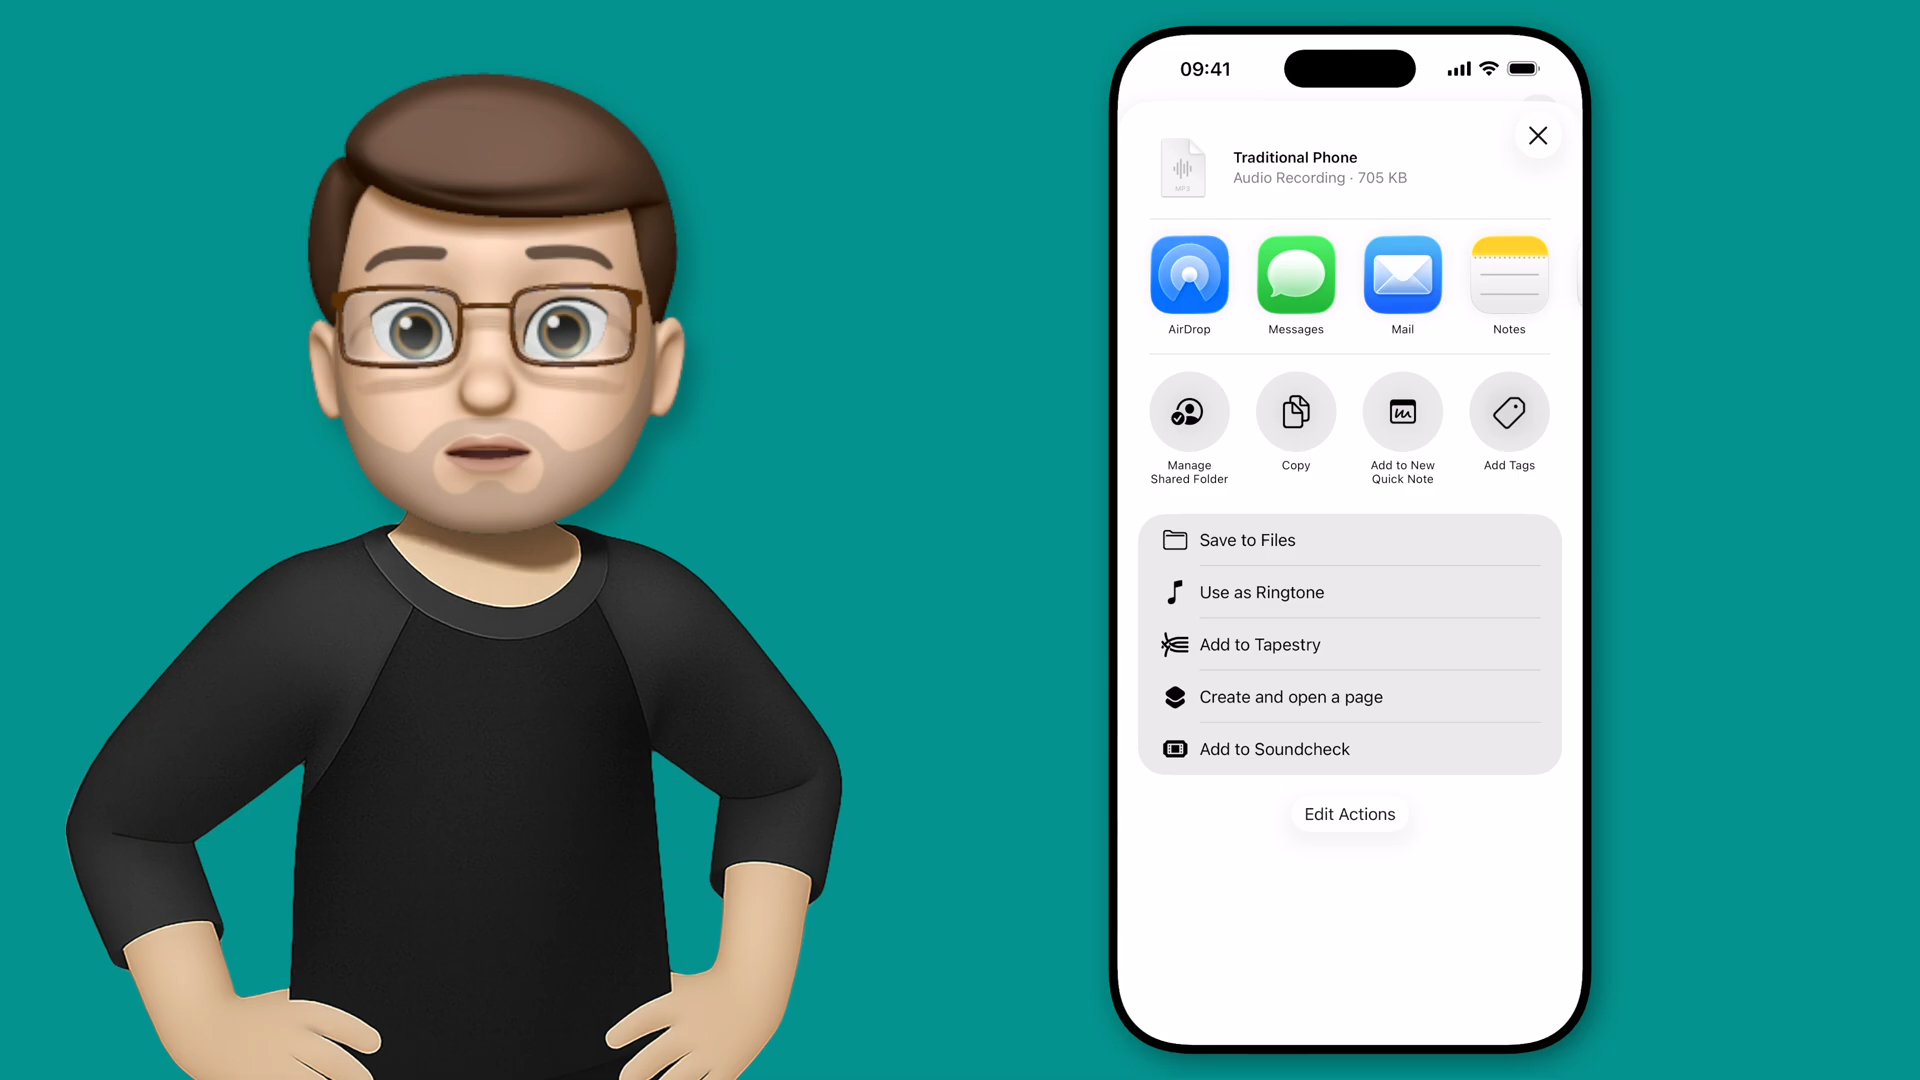 09:41
Traditional Phone
Audio Recording · 705 KB
MP3
AirDrop
Messages
Mail
Notes
Manage
Shared Folder
Copy
Add to New
Quick Note
Add Tags
Save to Files
Use as Ringtone
Add to Tapestry
Create and open a page
Add to Soundcheck
Edit Actions